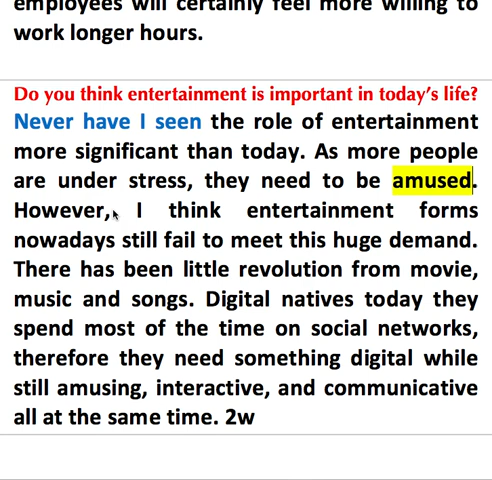 employees will certainly feel more willing to
work longer hours.
Do you think entertainment is important in today's life?
Never have I seen the role of entertainment
more significant than today. As more people
are under stress, they need to be amused.
However, I think entertainment forms
nowadays still fail to meet this huge demand.
There has been little revolution from movie,
music and songs. Digital natives today they
spend most of the time on social networks,
therefore they need something digital while
still amusing, interactive, and communicative
all at the same time. 2w